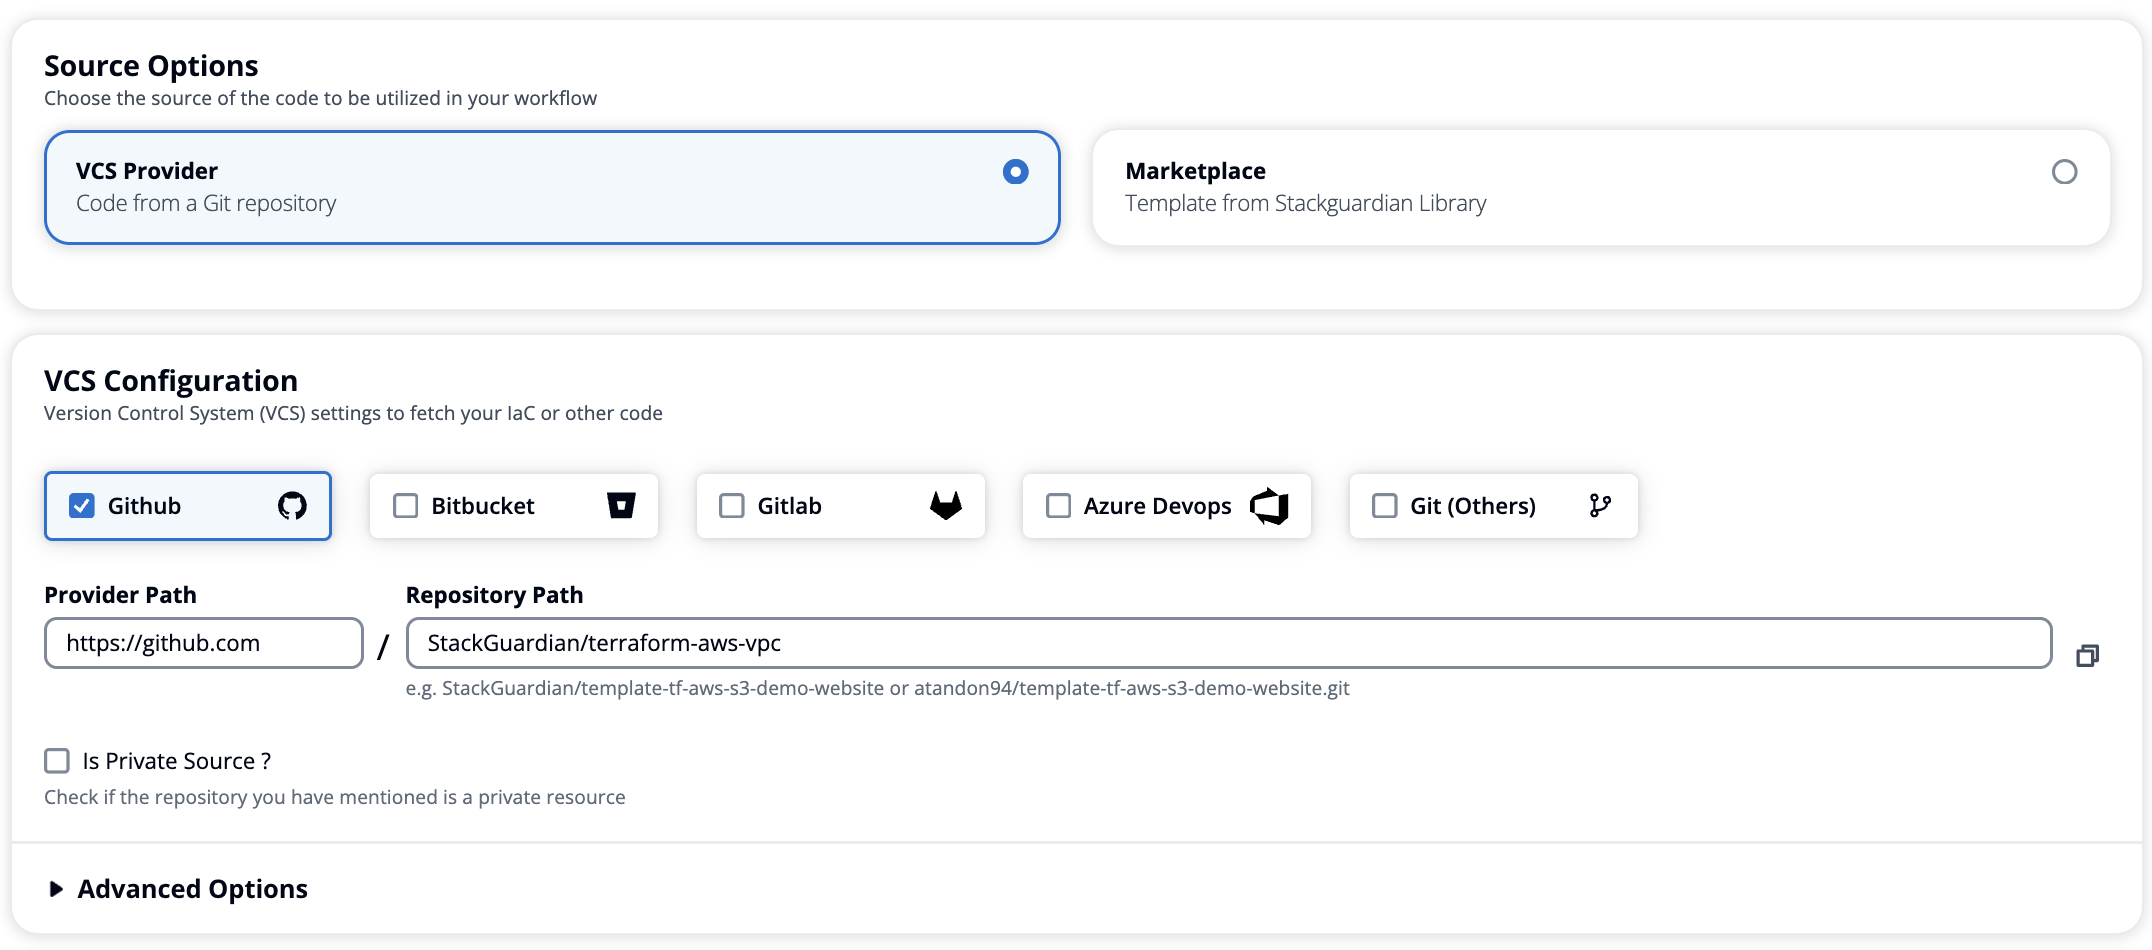 Source Options
Choose the source of the code to be utilized in your workflow
VCS Provider
Code from a Git repository
Marketplace
Template from Stackguardian Library
VCS Configuration
Version Control System (VCS) settings to fetch your IaC or other code
Github
Bitbucket
Gitlab
Azure Devops
Git (Others)
Provider Path
Repository Path
https://github.com
/
StackGuardian/terraform-aws-vpc
e.g. StackGuardian/template-tf-aws-s3-demo-website or atandon94/template-tf-aws-s3-demo-website.git
Is Private Source ?
Check if the repository you have mentioned is a private resource
Advanced Options